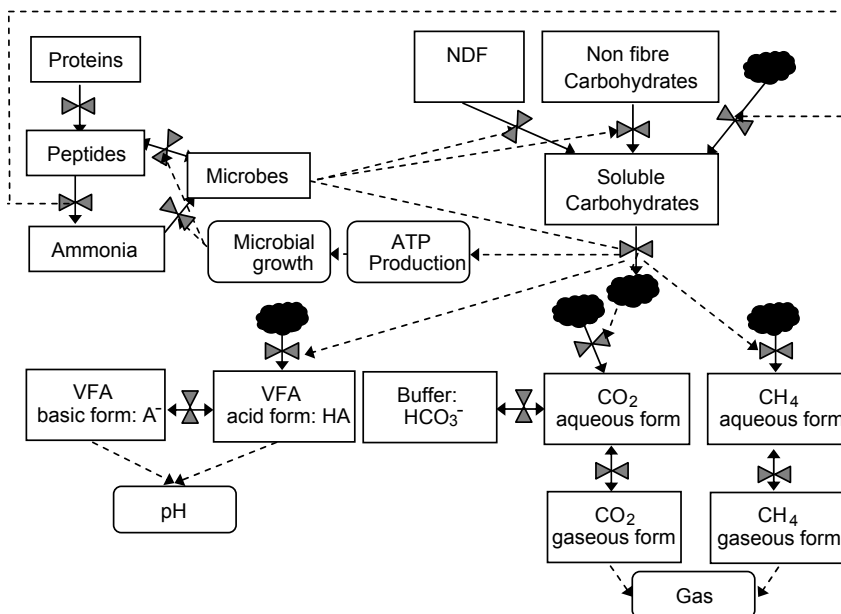 Proteins
NDF
Non fibre
Carbohydrates
Peptides
Microbes
Soluble
Carbohydrates
Ammonia
Microbial
growth
ATP
Production
VFA
basic form: A⁻
VFA
acid form: HA
Buffer:
HCO₃⁻
CO₂
aqueous form
CH₄
aqueous form
pH
CO₂
gaseous form
CH₄
gaseous form
Gas